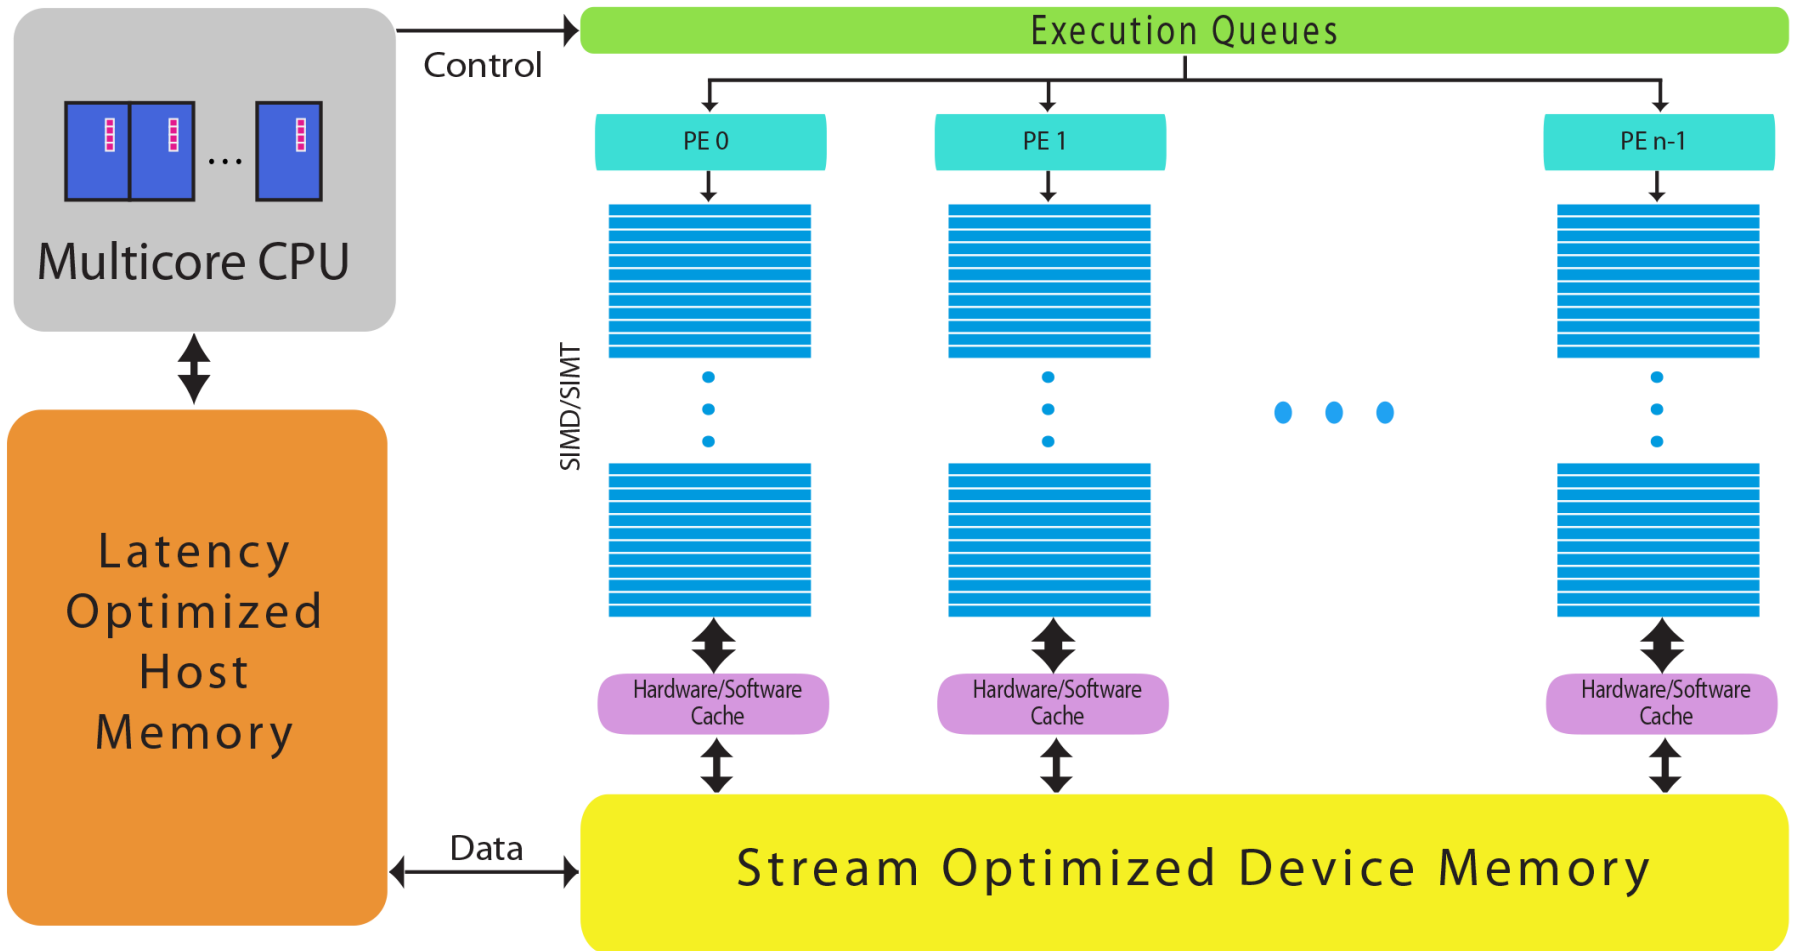 Execution Queues
Control
PE 0
PE 1
PE n-1
...
Multicore CPU
SIMD/SIMT
Latency
Optimized
Host
Memory
Hardware/Software
Cache
Hardware/Software
Cache
Hardware/Software
Cache
Data
Stream Optimized Device Memory